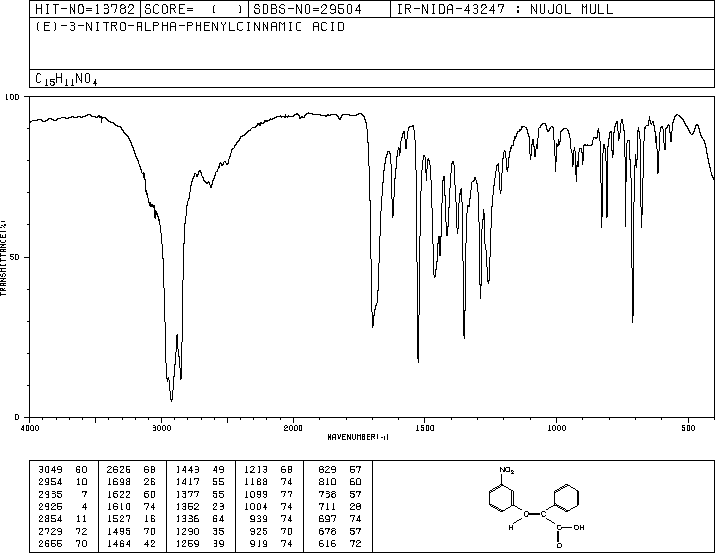 HIT-NO=13782 SCORE= ( ) SDBS-NO=29504 IR-NIDA-43247 : NUJOL MULL
(E)-3-NITRO-ALPHA-PHENYLCINNAMIC ACID
C15H11NO4
100
50
0
TRANSMITTANCE(%)
4000 3000 2000 1500 1000 500
WAVENUMBER(-1)
3049 60 2626 68 1443 49 1213 68 829 57
2954 10 1698 26 1417 55 1188 74 810 60
2935 7 1622 60 1377 55 1099 77 738 57
2925 4 1610 74 1352 23 1004 74 711 28
2854 11 1527 16 1336 64 939 74 697 74
2729 72 1495 70 1290 35 925 70 678 57
2655 70 1464 42 1259 39 919 74 616 72
NO2
C=C
H
C-OH
O